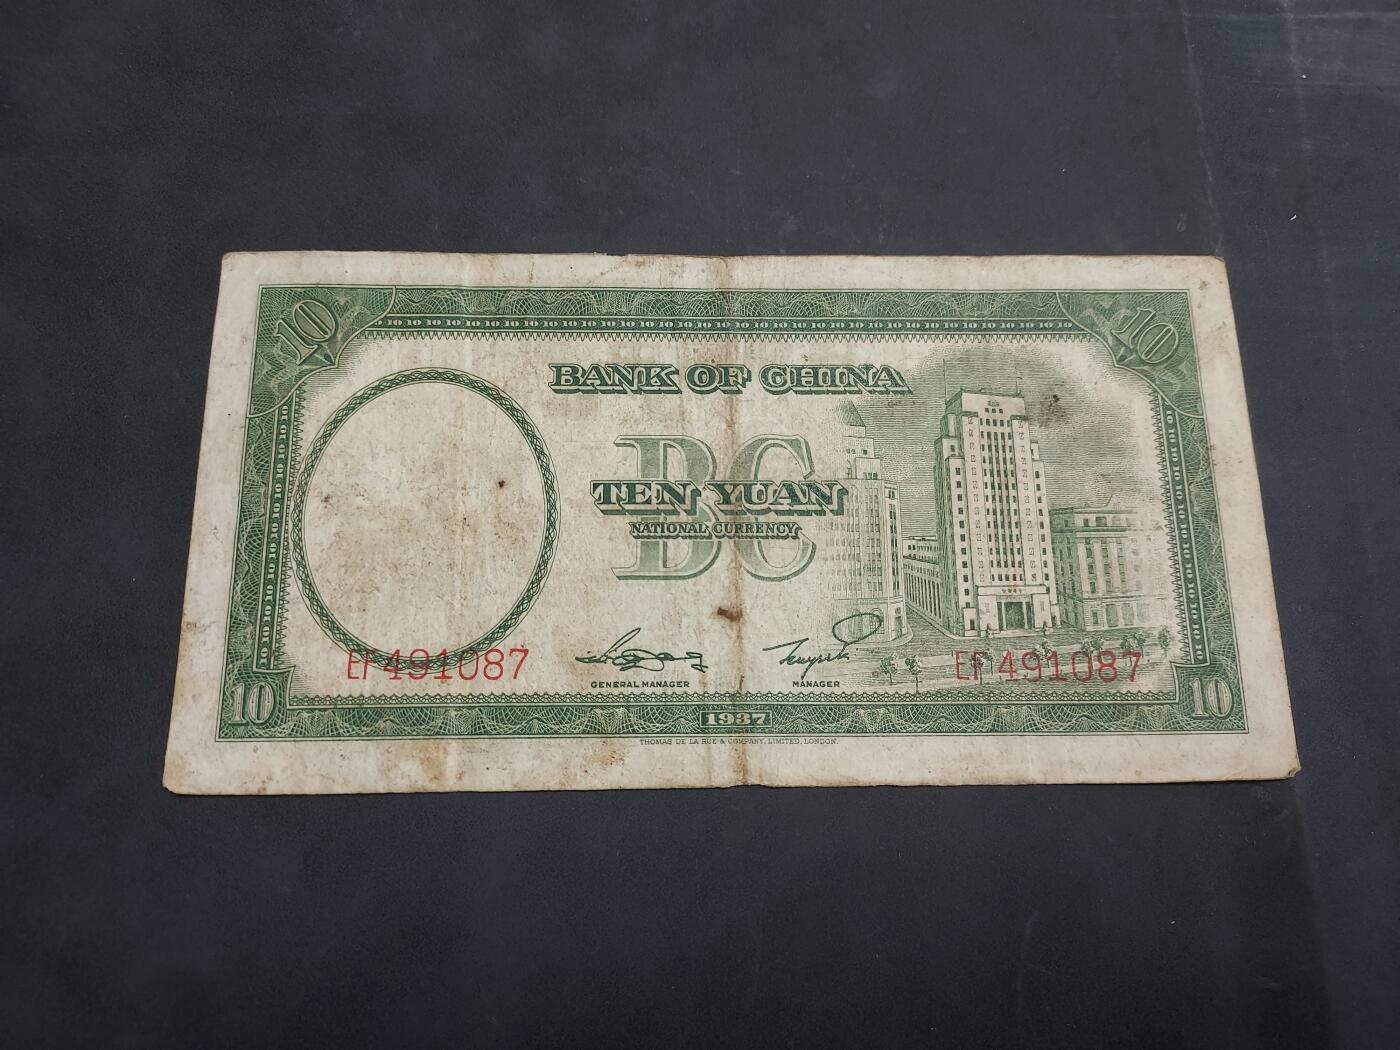 10
10
BANK OF CHINA
BC
TEN YUAN
NATIONAL CURRENCY
EF491087
EF491087
GENERAL MANAGER
MANAGER
10
1937
10
THOMAS DE LA RUE & COMPANY, LIMITED, LONDON.